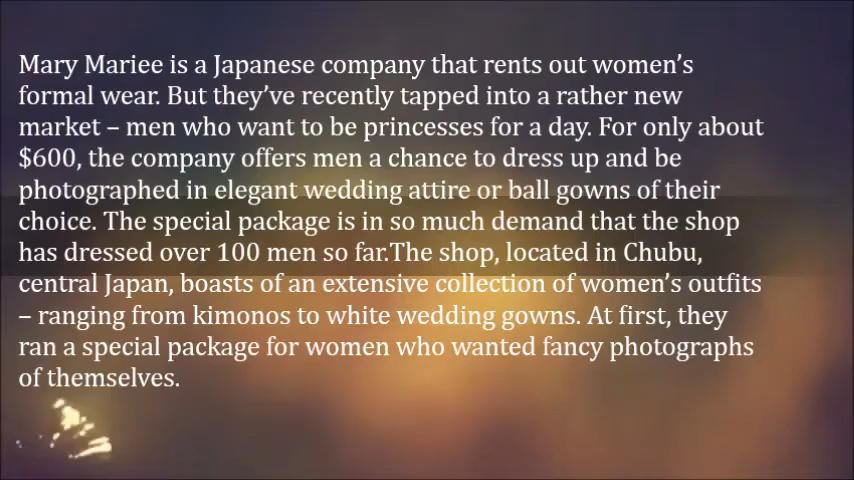 Mary Mariee is a Japanese company that rents out women’s
formal wear. But they’ve recently tapped into a rather new
market – men who want to be princesses for a day. For only about
$600, the company offers men a chance to dress up and be
photographed in elegant wedding attire or ball gowns of their
choice. The special package is in so much demand that the shop
has dressed over 100 men so far.The shop, located in Chubu,
central Japan, boasts of an extensive collection of women’s outfits
– ranging from kimonos to white wedding gowns. At first, they
ran a special package for women who wanted fancy photographs
of themselves.